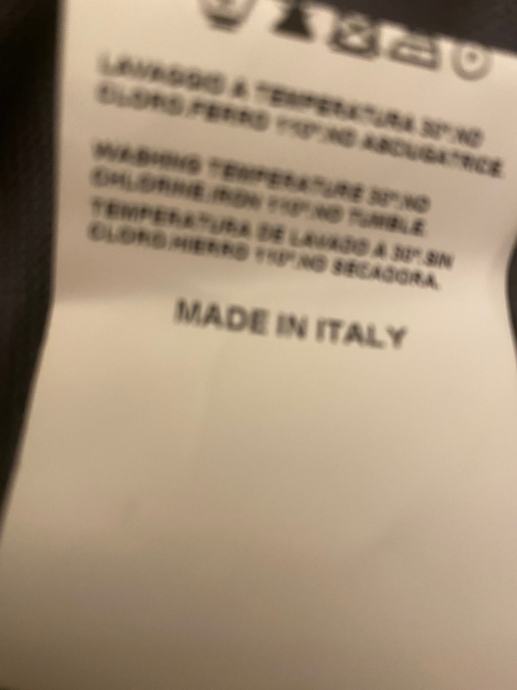 LAVAGGIO A TEMPERATURA 30°.NO
CLORO.FERRO 110°.NO ASCIUGATRICE.
WASHING TEMPERATURE 30°.NO
CHLORINE.IRON 110°.NO TUMBLE.
TEMPERATURA DE LAVADO A 30°.SIN
CLORO.HIERRO 110°.NO SECADORA.
MADE IN ITALY